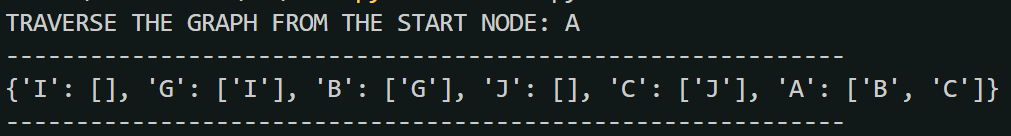 TRAVERSE THE GRAPH FROM THE START NODE: A
------------------------------------------------------------
{'I': [], 'G': ['I'], 'B': ['G'], 'J': [], 'C': ['J'], 'A': ['B', 'C']}
------------------------------------------------------------